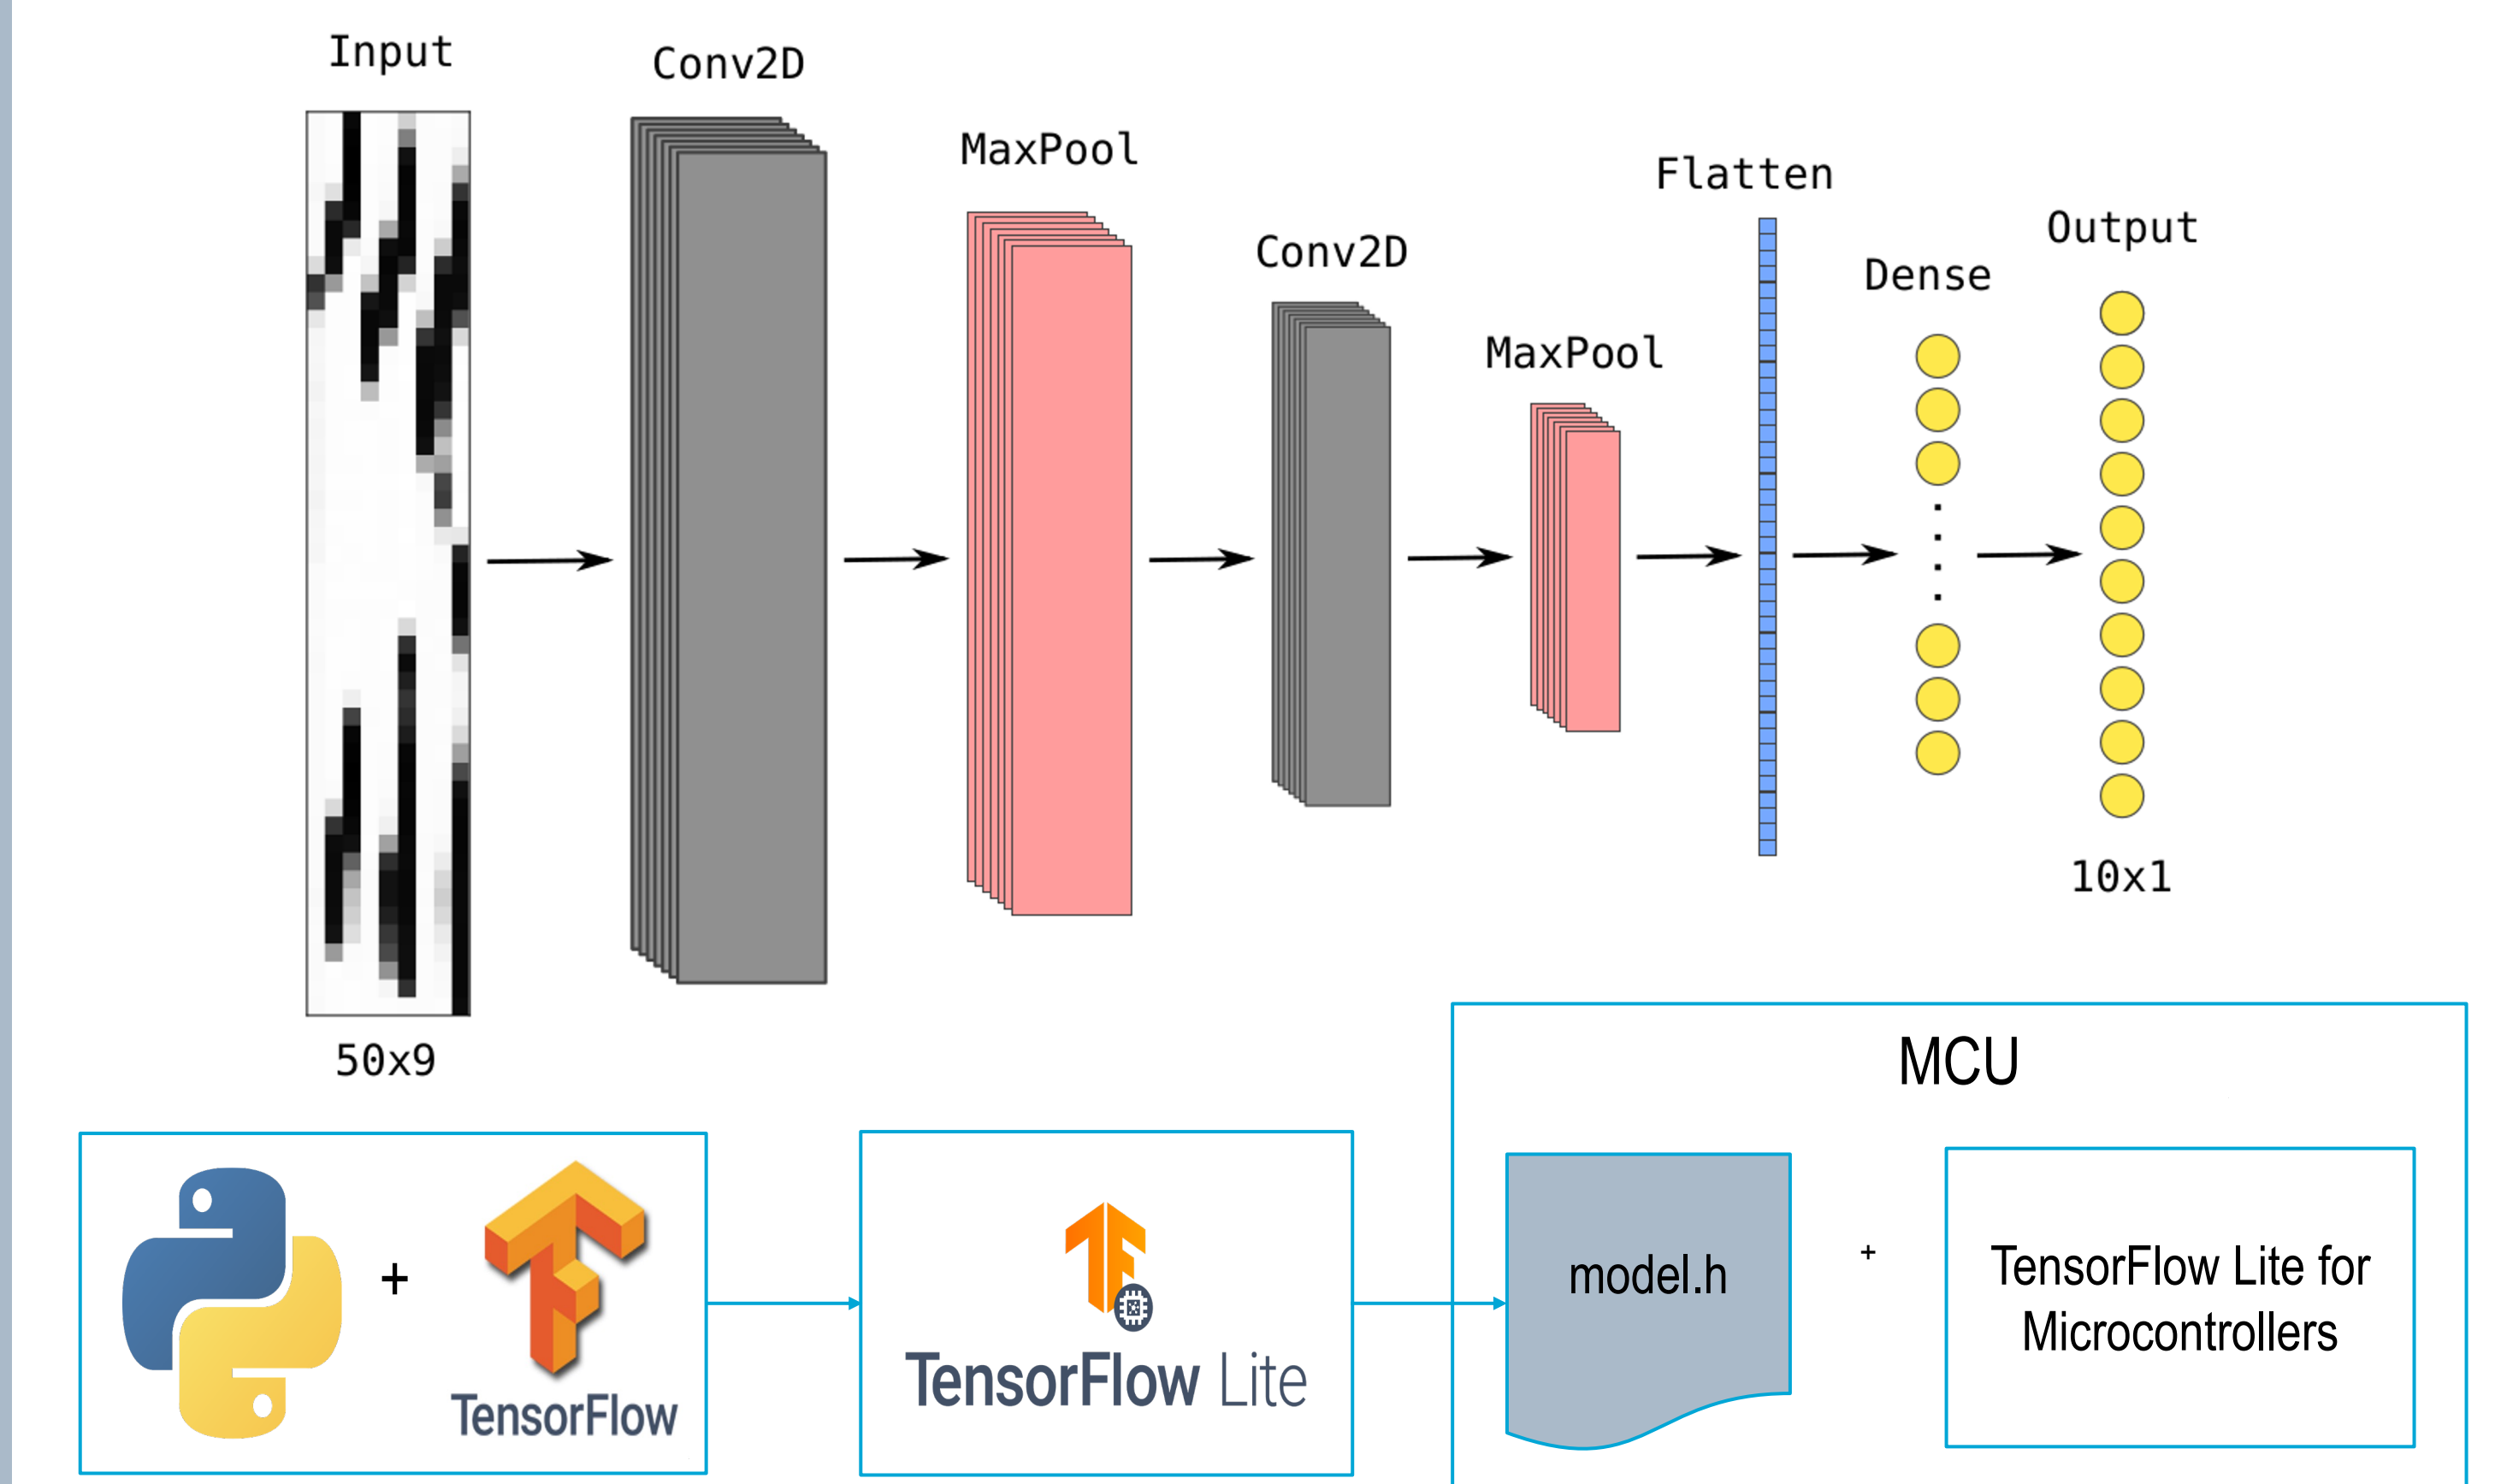 Input
Conv2D
MaxPool
Conv2D
MaxPool
Flatten
Dense
Output
50x9
10x1
+
TensorFlow
TensorFlow Lite
MCU
model.h
+
TensorFlow Lite for
Microcontrollers